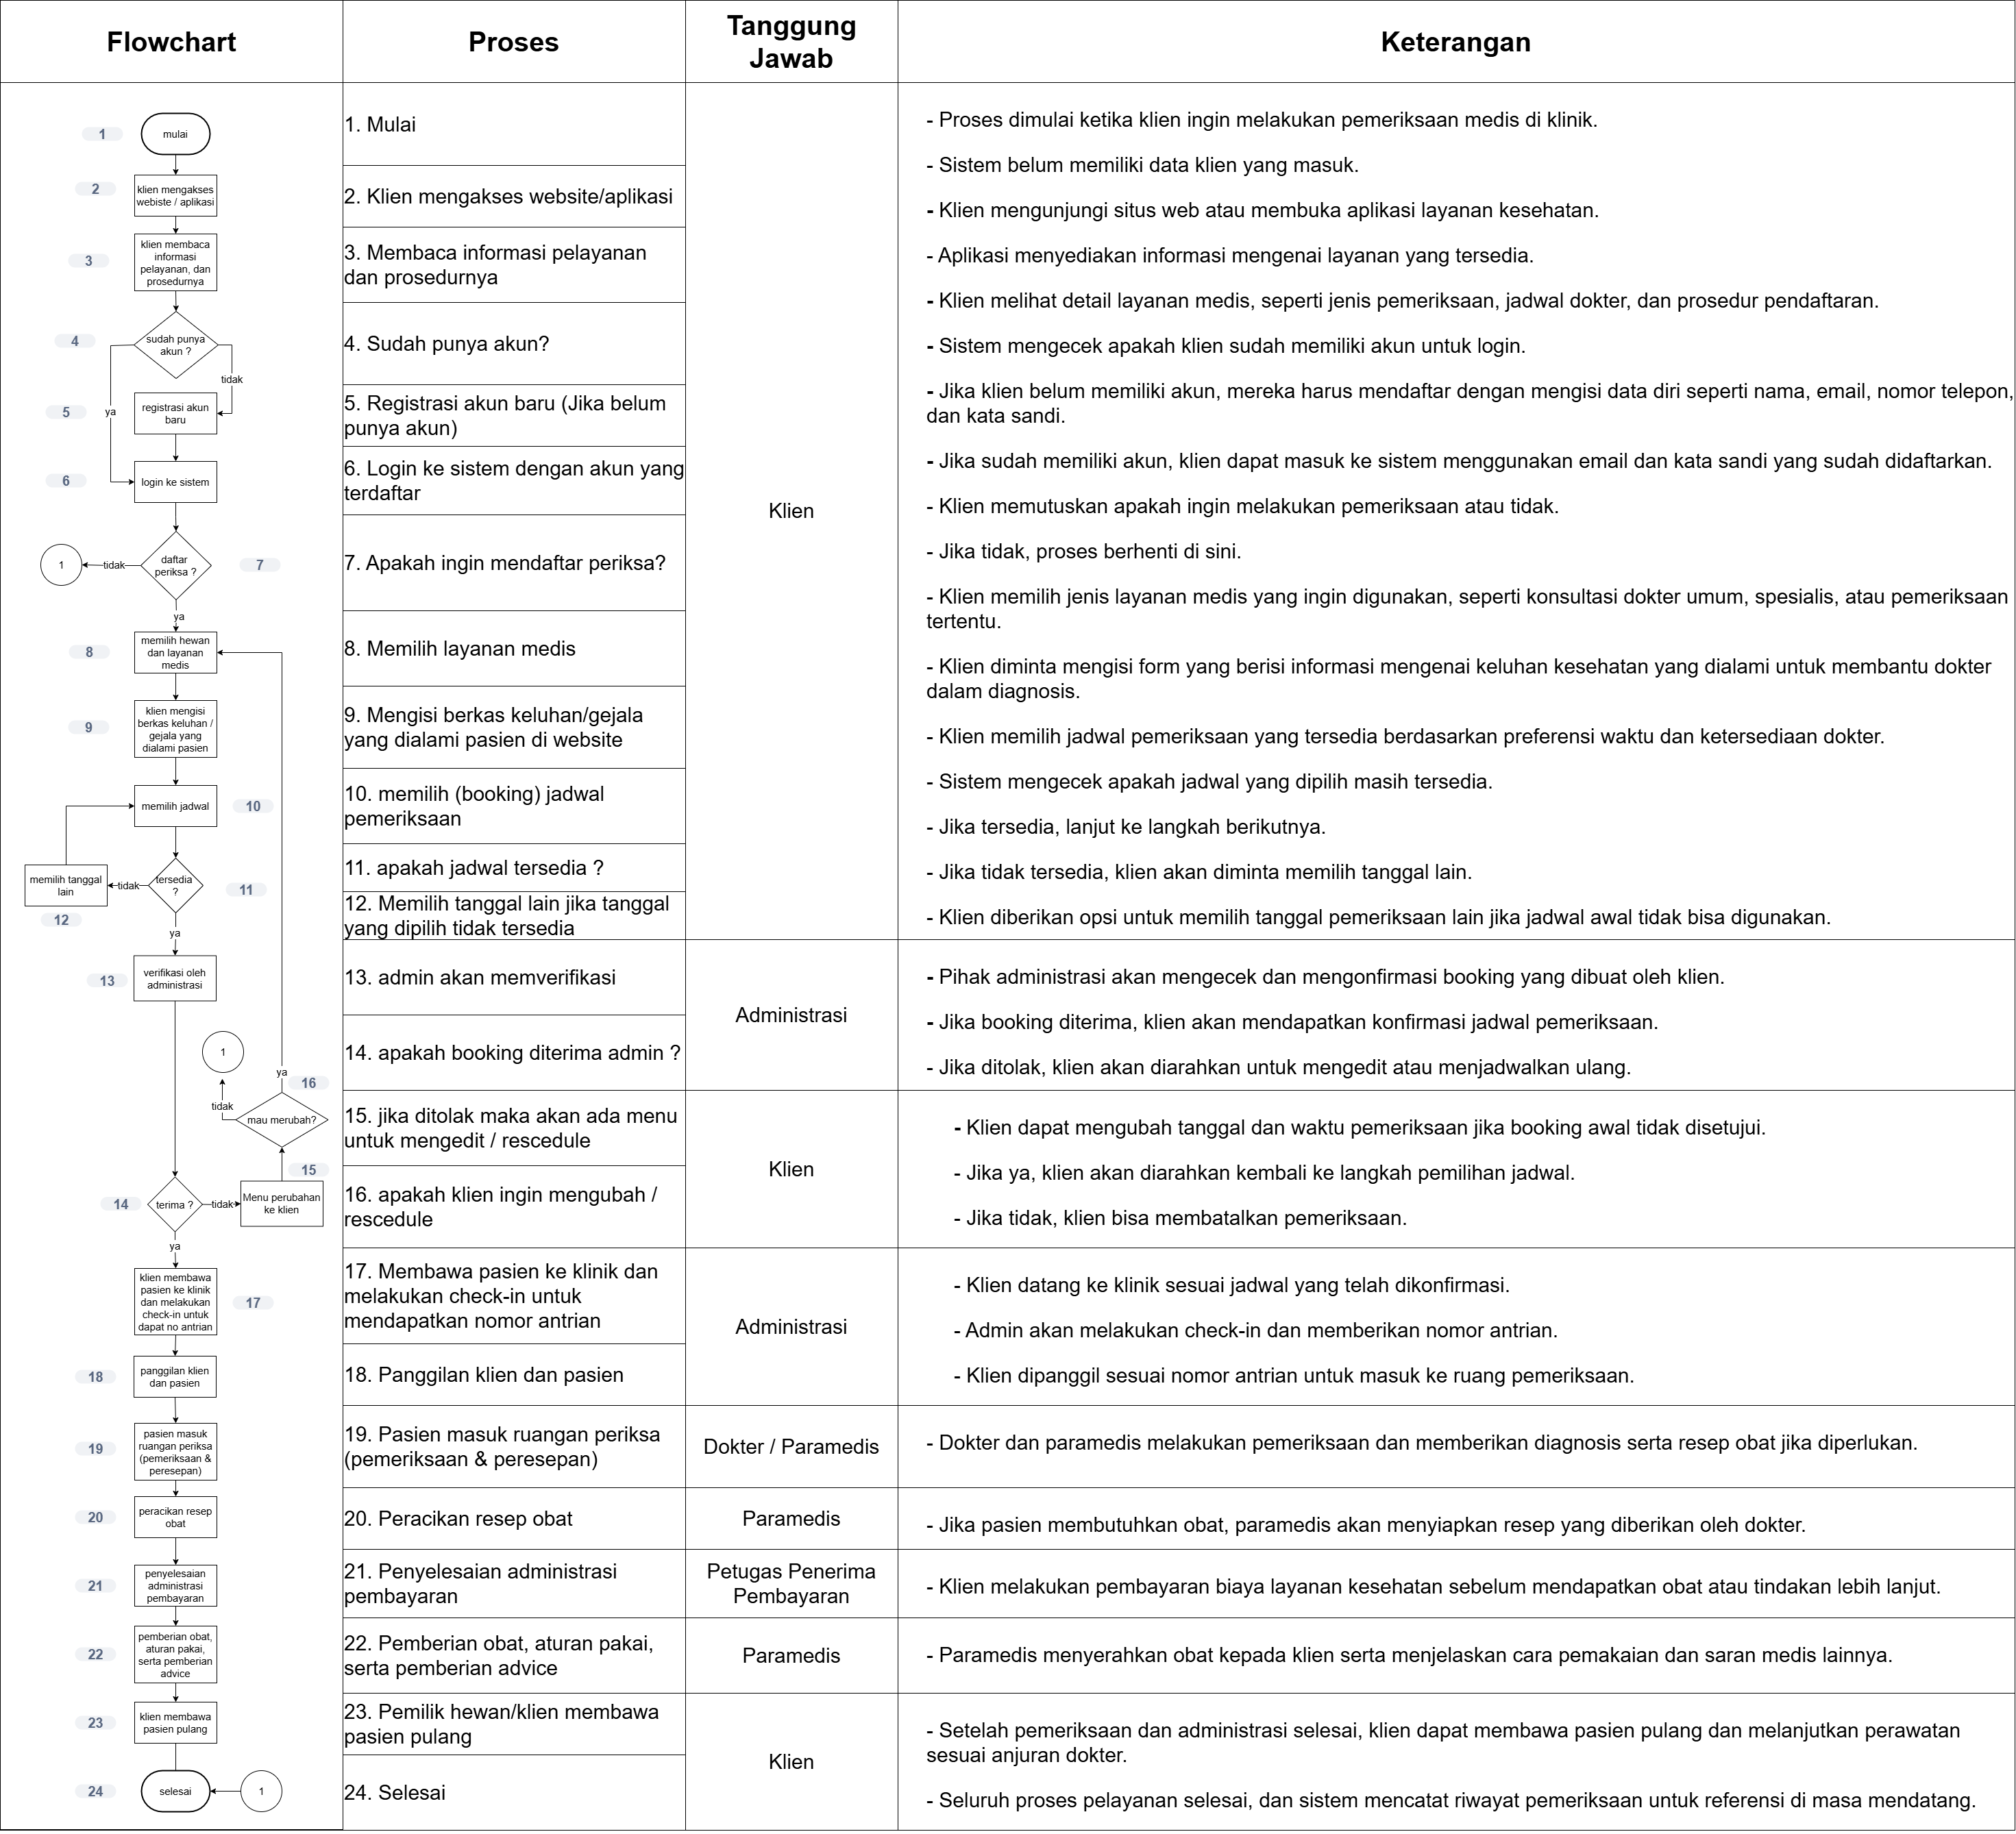 Flowchart
Proses
Tanggung
Jawab
Keterangan
1
mulai
2
klien mengakses
webiste / aplikasi
3
klien membaca
informasi
pelayanan, dan
prosedurnya
4
sudah punya
akun ?
tidak
ya
5
registrasi akun
baru
6
login ke sistem
1
tidak
daftar
periksa ?
7
ya
8
memilih hewan
dan layanan
medis
9
klien mengisi
berkas keluhan /
gejala yang
dialami pasien
memilih jadwal
10
memilih tanggal
lain
tidak
tersedia
?
11
12
ya
13
verifikasi oleh
administrasi
1
ya
16
tidak
mau merubah?
15
14
terima ?
tidak
Menu perubahan
ke klien
ya
klien membawa
pasien ke klinik
dan melakukan
check-in untuk
dapat no antrian
17
18
panggilan klien
dan pasien
19
pasien masuk
ruangan periksa
(pemeriksaan &
peresepan)
20
peracikan resep
obat
21
penyelesaian
administrasi
pembayaran
22
pemberian obat,
aturan pakai,
serta pemberian
advice
23
klien membawa
pasien pulang
24
selesai
1
1. Mulai
2. Klien mengakses website/aplikasi
3. Membaca informasi pelayanan
dan prosedurnya
4. Sudah punya akun?
5. Registrasi akun baru (Jika belum
punya akun)
6. Login ke sistem dengan akun yang
terdaftar
7. Apakah ingin mendaftar periksa?
8. Memilih layanan medis
9. Mengisi berkas keluhan/gejala
yang dialami pasien di website
10. memilih (booking) jadwal
pemeriksaan
11. apakah jadwal tersedia ?
12. Memilih tanggal lain jika tanggal
yang dipilih tidak tersedia
13. admin akan memverifikasi
14. apakah booking diterima admin ?
15. jika ditolak maka akan ada menu
untuk mengedit / rescedule
16. apakah klien ingin mengubah /
rescedule
17. Membawa pasien ke klinik dan
melakukan check-in untuk
mendapatkan nomor antrian
18. Panggilan klien dan pasien
19. Pasien masuk ruangan periksa
(pemeriksaan & peresepan)
20. Peracikan resep obat
21. Penyelesaian administrasi
pembayaran
22. Pemberian obat, aturan pakai,
serta pemberian advice
23. Pemilik hewan/klien membawa
pasien pulang
24. Selesai
Klien
Administrasi
Klien
Administrasi
Dokter / Paramedis
Paramedis
Petugas Penerima
Pembayaran
Paramedis
Klien
- Proses dimulai ketika klien ingin melakukan pemeriksaan medis di klinik.
- Sistem belum memiliki data klien yang masuk.
- Klien mengunjungi situs web atau membuka aplikasi layanan kesehatan.
- Aplikasi menyediakan informasi mengenai layanan yang tersedia.
- Klien melihat detail layanan medis, seperti jenis pemeriksaan, jadwal dokter, dan prosedur pendaftaran.
- Sistem mengecek apakah klien sudah memiliki akun untuk login.
- Jika klien belum memiliki akun, mereka harus mendaftar dengan mengisi data diri seperti nama, email, nomor telepon,
dan kata sandi.
- Jika sudah memiliki akun, klien dapat masuk ke sistem menggunakan email dan kata sandi yang sudah didaftarkan.
- Klien memutuskan apakah ingin melakukan pemeriksaan atau tidak.
- Jika tidak, proses berhenti di sini.
- Klien memilih jenis layanan medis yang ingin digunakan, seperti konsultasi dokter umum, spesialis, atau pemeriksaan
tertentu.
- Klien diminta mengisi form yang berisi informasi mengenai keluhan kesehatan yang dialami untuk membantu dokter
dalam diagnosis.
- Klien memilih jadwal pemeriksaan yang tersedia berdasarkan preferensi waktu dan ketersediaan dokter.
- Sistem mengecek apakah jadwal yang dipilih masih tersedia.
- Jika tersedia, lanjut ke langkah berikutnya.
- Jika tidak tersedia, klien akan diminta memilih tanggal lain.
- Klien diberikan opsi untuk memilih tanggal pemeriksaan lain jika jadwal awal tidak bisa digunakan.
- Pihak administrasi akan mengecek dan mengonfirmasi booking yang dibuat oleh klien.
- Jika booking diterima, klien akan mendapatkan konfirmasi jadwal pemeriksaan.
- Jika ditolak, klien akan diarahkan untuk mengedit atau menjadwalkan ulang.
- Klien dapat mengubah tanggal dan waktu pemeriksaan jika booking awal tidak disetujui.
- Jika ya, klien akan diarahkan kembali ke langkah pemilihan jadwal.
- Jika tidak, klien bisa membatalkan pemeriksaan.
- Klien datang ke klinik sesuai jadwal yang telah dikonfirmasi.
- Admin akan melakukan check-in dan memberikan nomor antrian.
- Klien dipanggil sesuai nomor antrian untuk masuk ke ruang pemeriksaan.
- Dokter dan paramedis melakukan pemeriksaan dan memberikan diagnosis serta resep obat jika diperlukan.
- Jika pasien membutuhkan obat, paramedis akan menyiapkan resep yang diberikan oleh dokter.
- Klien melakukan pembayaran biaya layanan kesehatan sebelum mendapatkan obat atau tindakan lebih lanjut.
- Paramedis menyerahkan obat kepada klien serta menjelaskan cara pemakaian dan saran medis lainnya.
- Setelah pemeriksaan dan administrasi selesai, klien dapat membawa pasien pulang dan melanjutkan perawatan
sesuai anjuran dokter.
- Seluruh proses pelayanan selesai, dan sistem mencatat riwayat pemeriksaan untuk referensi di masa mendatang.